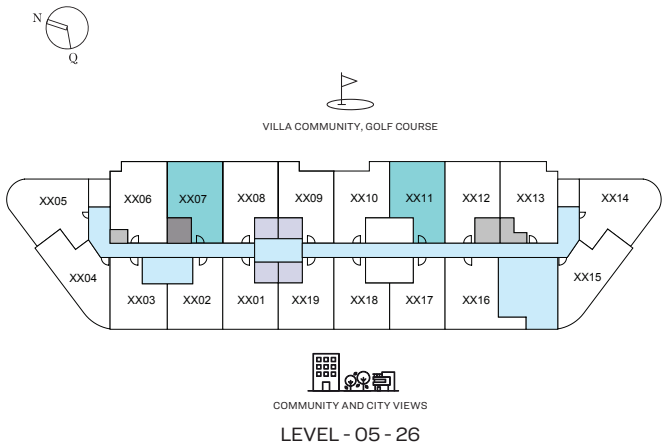 N
Q
VILLA COMMUNITY, GOLF COURSE
XX05
XX06
XX07
XX08
XX09
XX10
XX11
XX12
XX13
XX14
XX04
XX03
XX02
XX01
XX19
XX18
XX17
XX16
XX15
COMMUNITY AND CITY VIEWS
LEVEL - 05 - 26